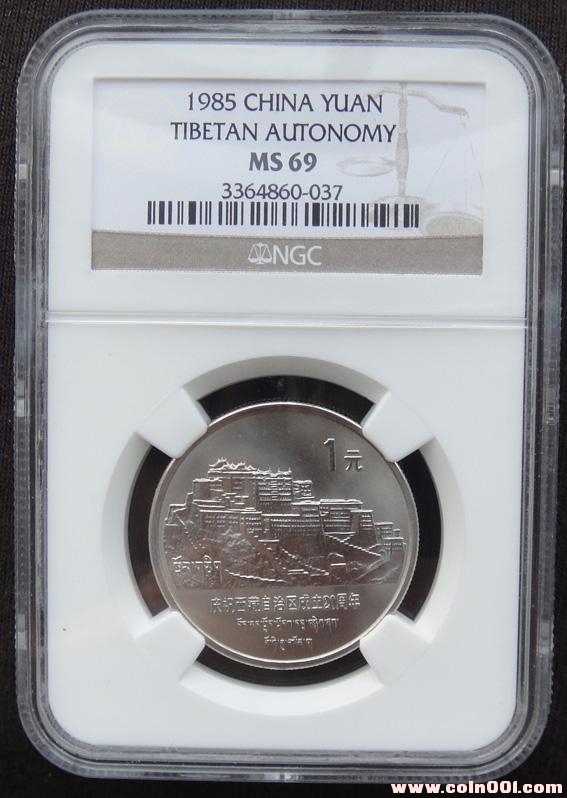 1985 CHINA YUAN
TIBETAN AUTONOMY
MS 69
3364860-037
NGC
1元
庆祝西藏自治区成立20周年
www.coin001.com